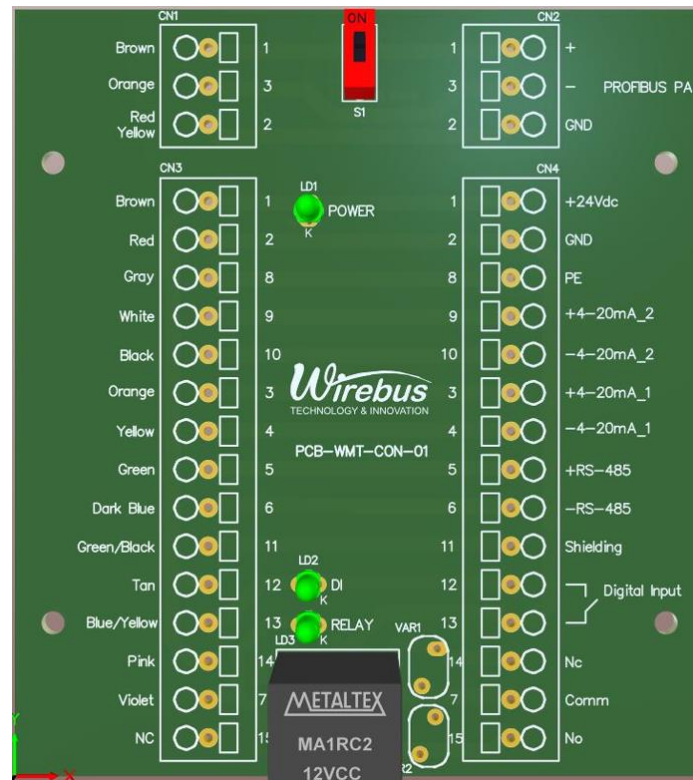 CN1
ON
CN2
Brown 1
1 +
Orange 3
3 - PROFIBUS PA
Red
Yellow 2
2 GND
S1
CN3
CN4
LD1
Brown 1
POWER
K
1 +24Vdc
Red 2
2 GND
Gray 8
8 PE
White 9
9 +4-20mA_2
Black 10
10 -4-20mA_2
Orange 3
3 +4-20mA_1
Wirebus
TECHNOLOGY & INNOVATION
Yellow 4
4 -4-20mA_1
PCB-WMT-CON-01
Green 5
5 +RS-485
Dark Blue 6
6 -RS-485
Green/Black 11
11 Shielding
LD2
Tan 12
DI
K
12
Digital Input
Blue/Yellow 13
RELAY
K
LD3
VAR1
13
Pink 14
14 Nc
Violet 7
7 Comm
METALTEX
MA1RC2
12VCC
NC 15
15 No
R2
Y
X